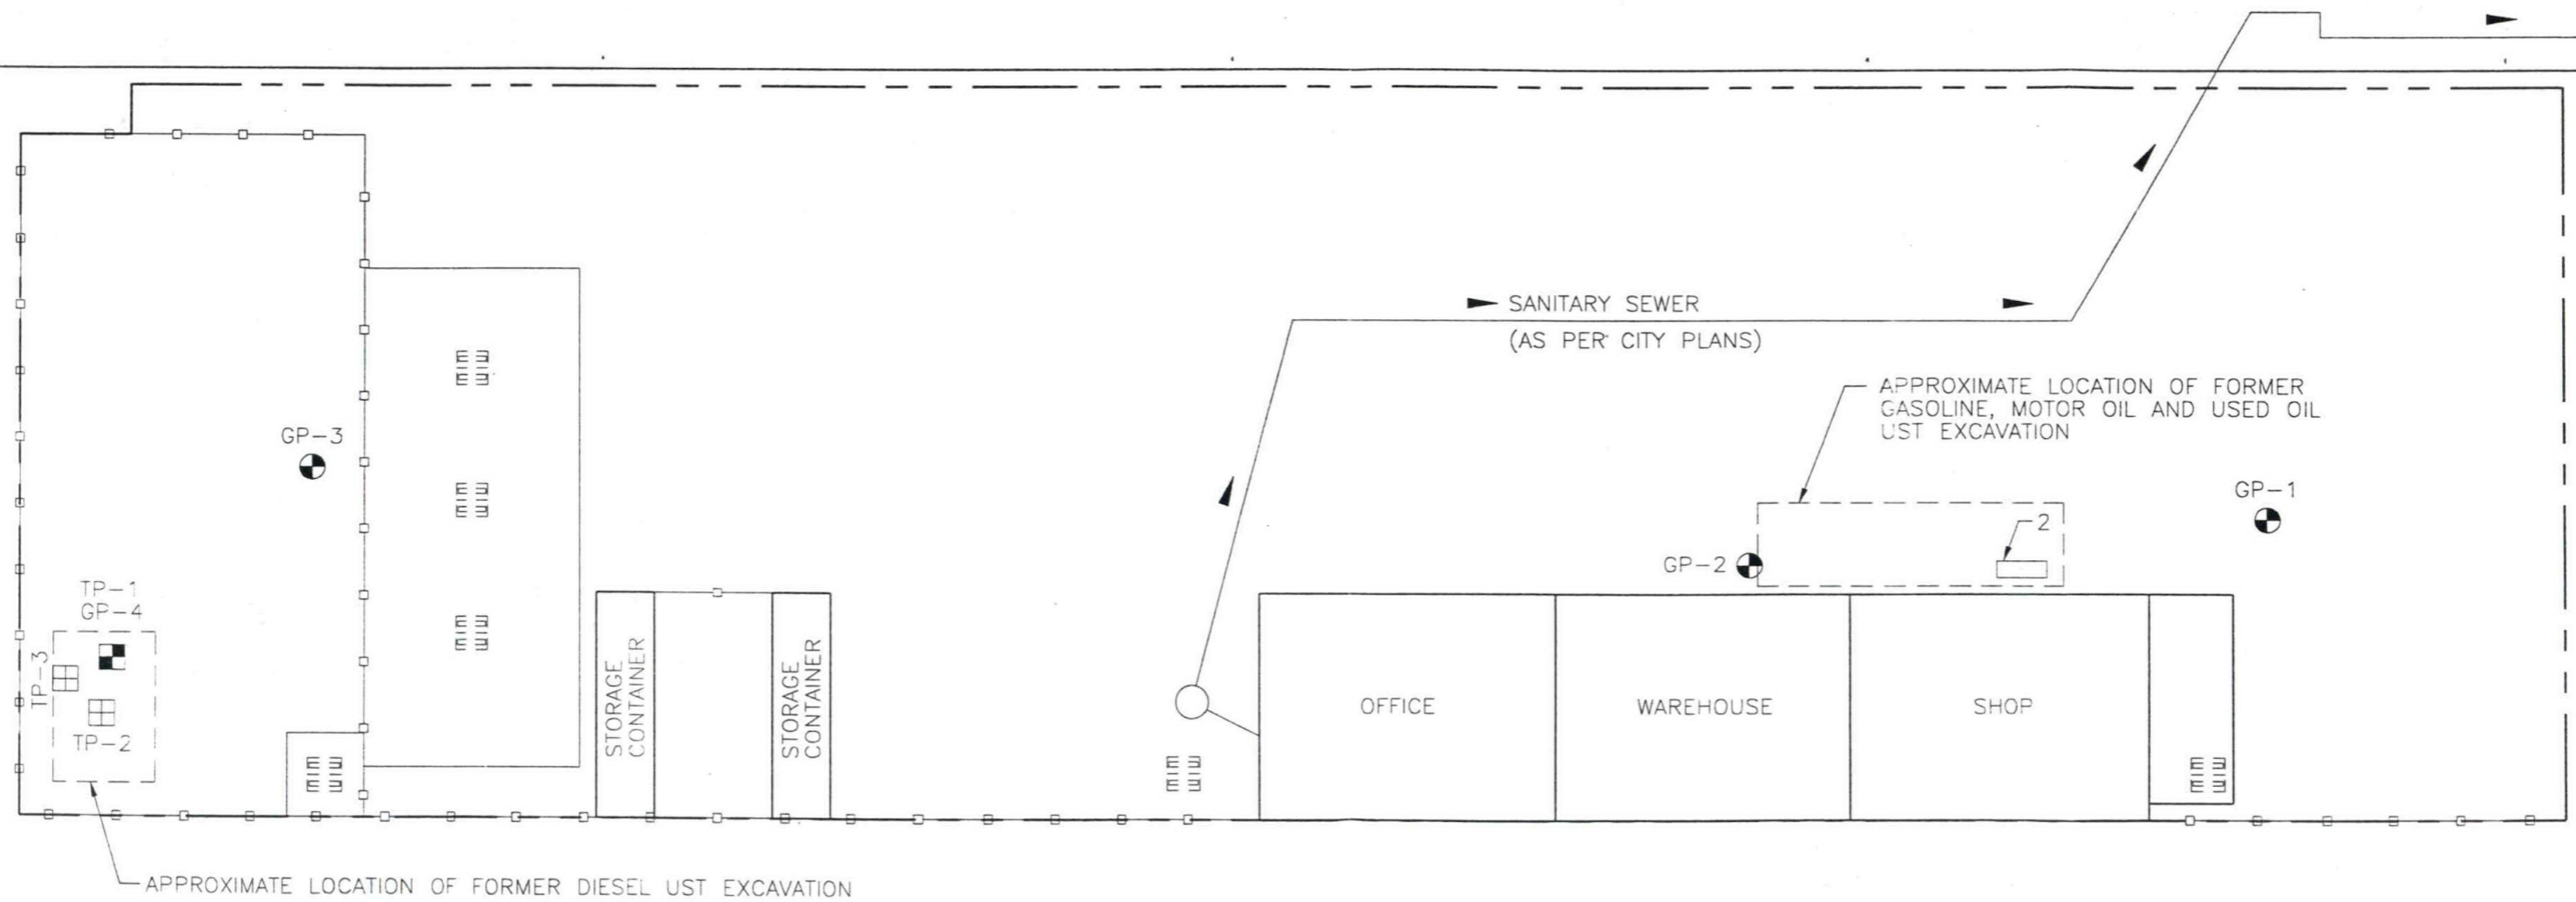 SANITARY SEWER
(AS PER CITY PLANS)
APPROXIMATE LOCATION OF FORMER
GASOLINE, MOTOR OIL AND USED OIL
UST EXCAVATION
GP-3
GP-1
2
GP-2
TP-1
GP-4
TP-3
TP-2
STORAGE
CONTAINER
STORAGE
CONTAINER
OFFICE
WAREHOUSE
SHOP
APPROXIMATE LOCATION OF FORMER DIESEL UST EXCAVATION